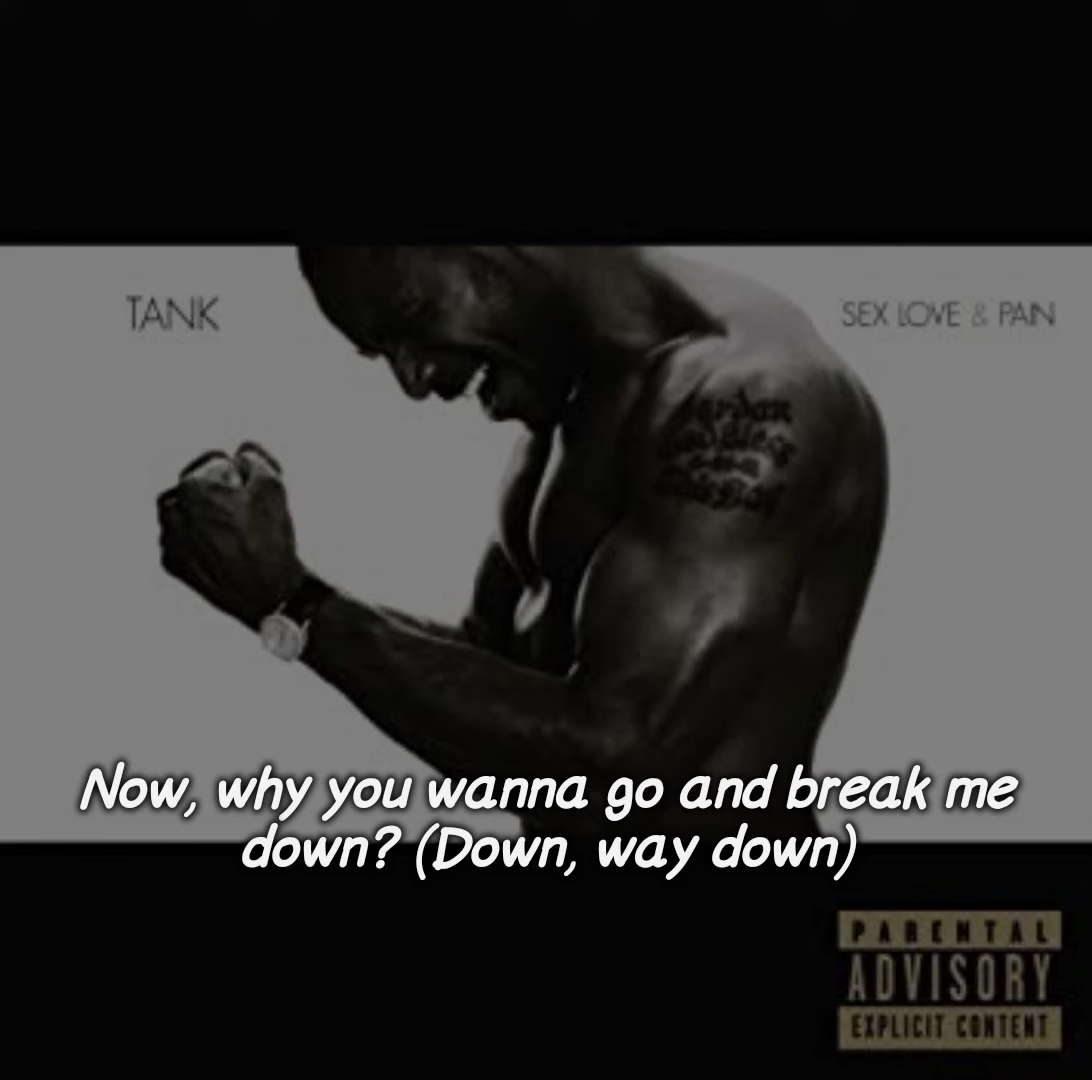 TANK
SEX LOVE & PAIN
Now, why you wanna go and break me
down? (Down, way down)
PARENTAL
ADVISORY
EXPLICIT CONTENT